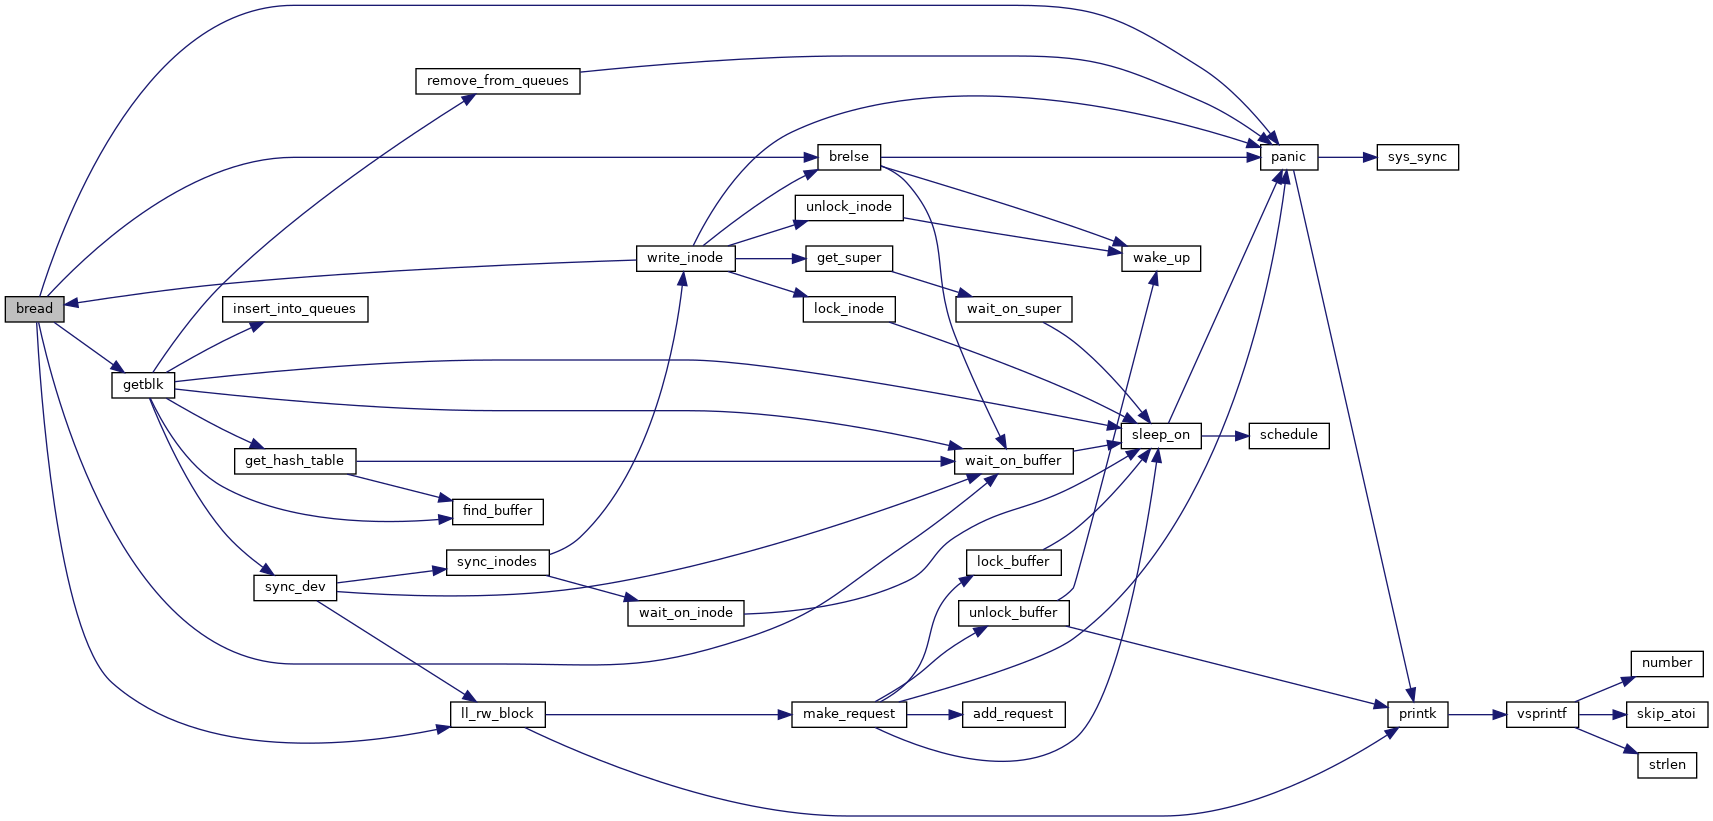 remove_from_queues
brelse
panic
sys_sync
unlock_inode
write_inode
get_super
wake_up
bread
insert_into_queues
lock_inode
wait_on_super
getblk
sleep_on
schedule
get_hash_table
wait_on_buffer
find_buffer
sync_inodes
lock_buffer
sync_dev
wait_on_inode
unlock_buffer
number
ll_rw_block
make_request
add_request
printk
vsprintf
skip_atoi
strlen